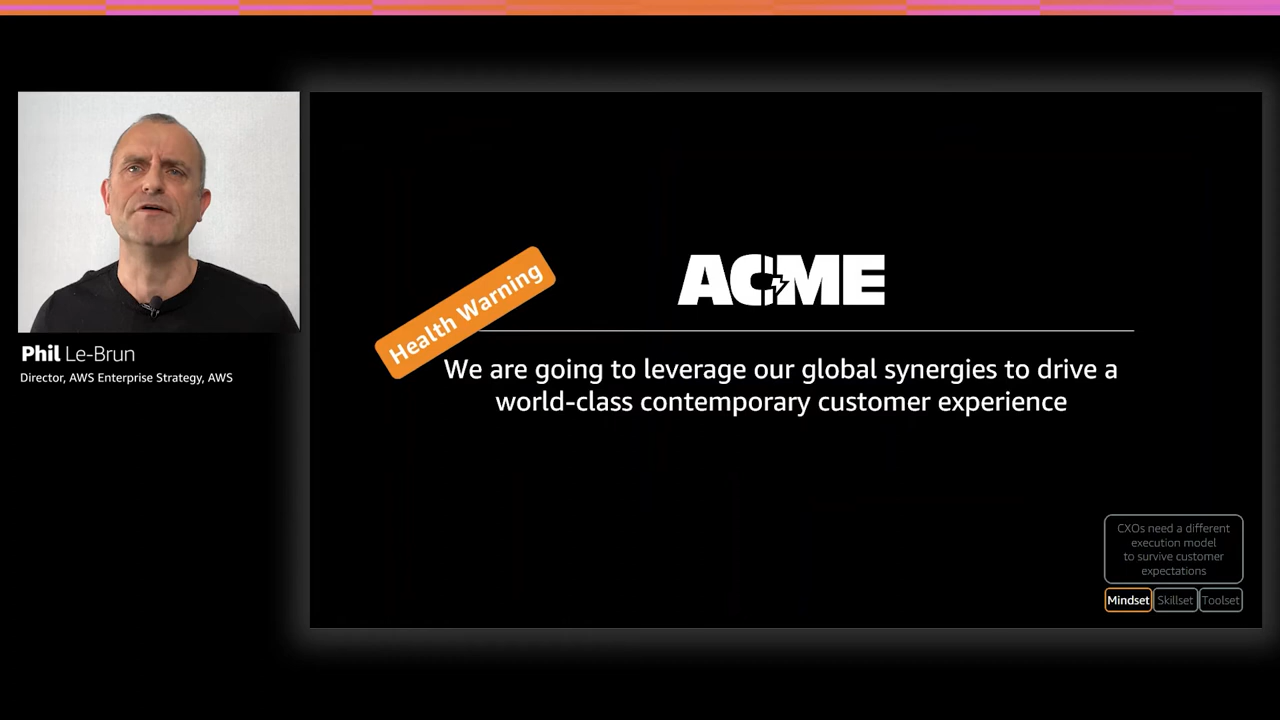 Phil Le-Brun
Director, AWS Enterprise Strategy, AWS
Health Warning
ACME
We are going to leverage our global synergies to drive a
world-class contemporary customer experience
CXOs need a different
execution model
to survive customer
expectations
Mindset Skillset Toolset